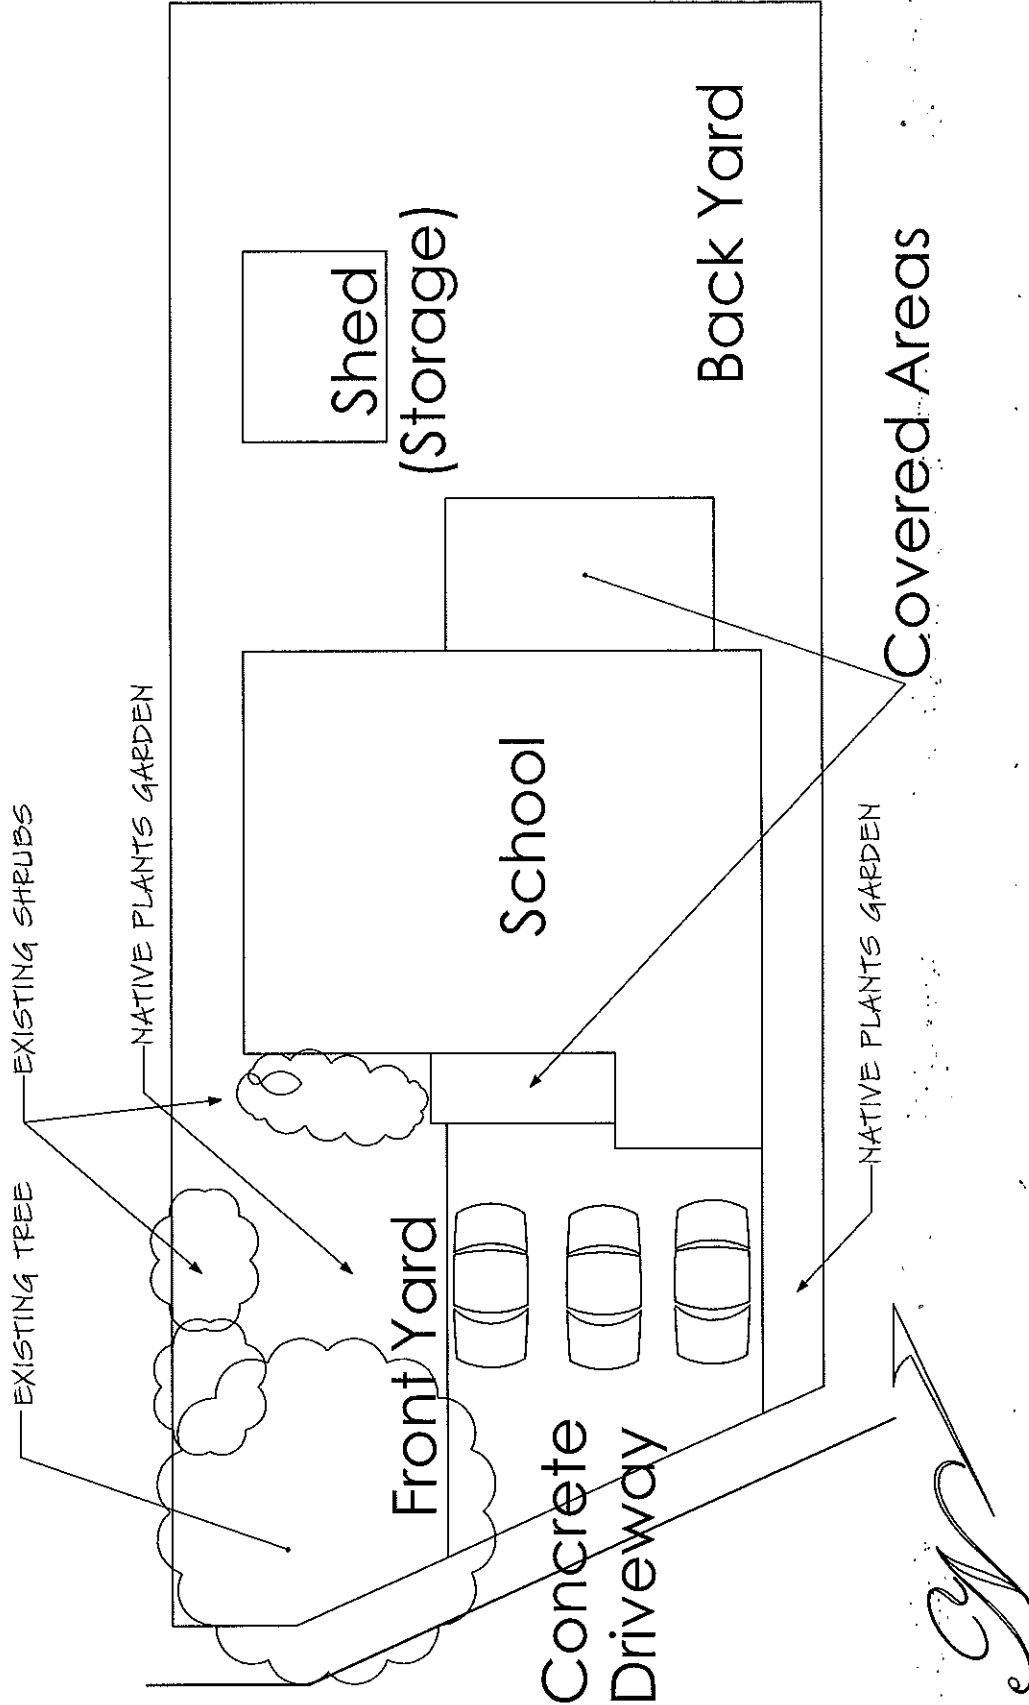 EXISTING TREE
EXISTING SHRUBS
NATIVE PLANTS GARDEN
Shed
(Storage)
Front Yard
School
Back Yard
Concrete
Driveway
NATIVE PLANTS GARDEN
Covered Areas
N